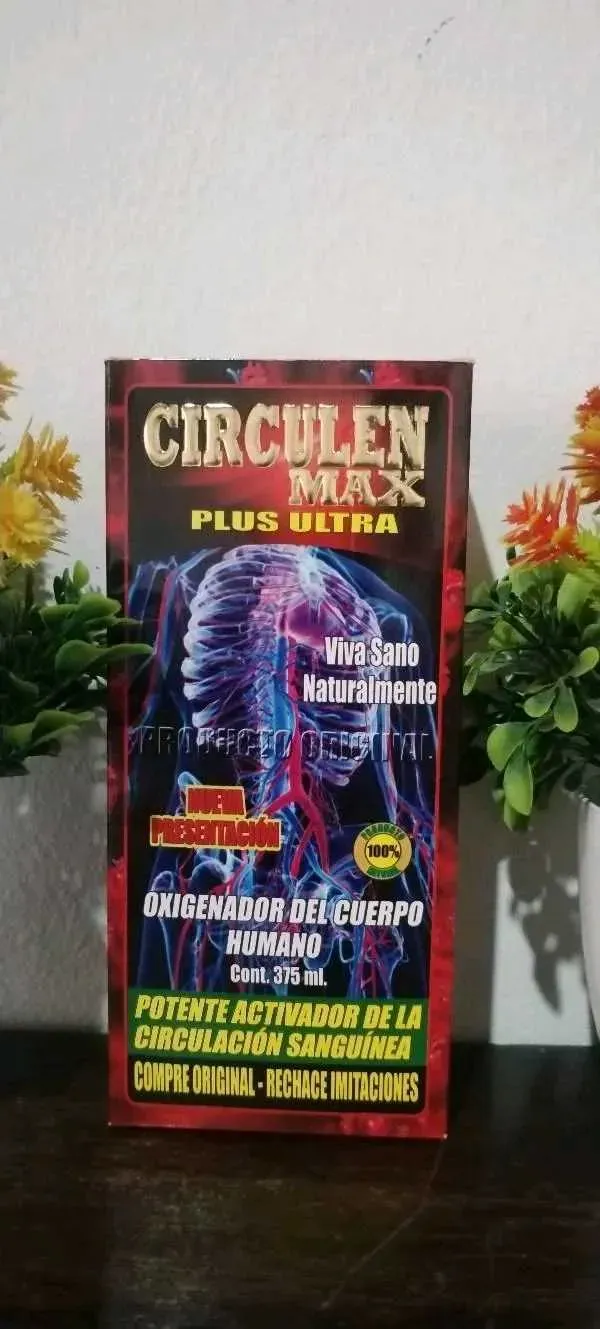 CIRCULEN
MAX
PLUS ULTRA
Viva Sano
Naturalmente
PRODUCTO ORIGINAL
NUEVA
PRESENTACIÓN
PRODUCTO
100%
OXIGENADOR DEL CUERPO
HUMANO
Cont. 375 ml.
POTENTE ACTIVADOR DE LA
CIRCULACIÓN SANGUÍNEA
COMPRE ORIGINAL - RECHACE IMITACIONES